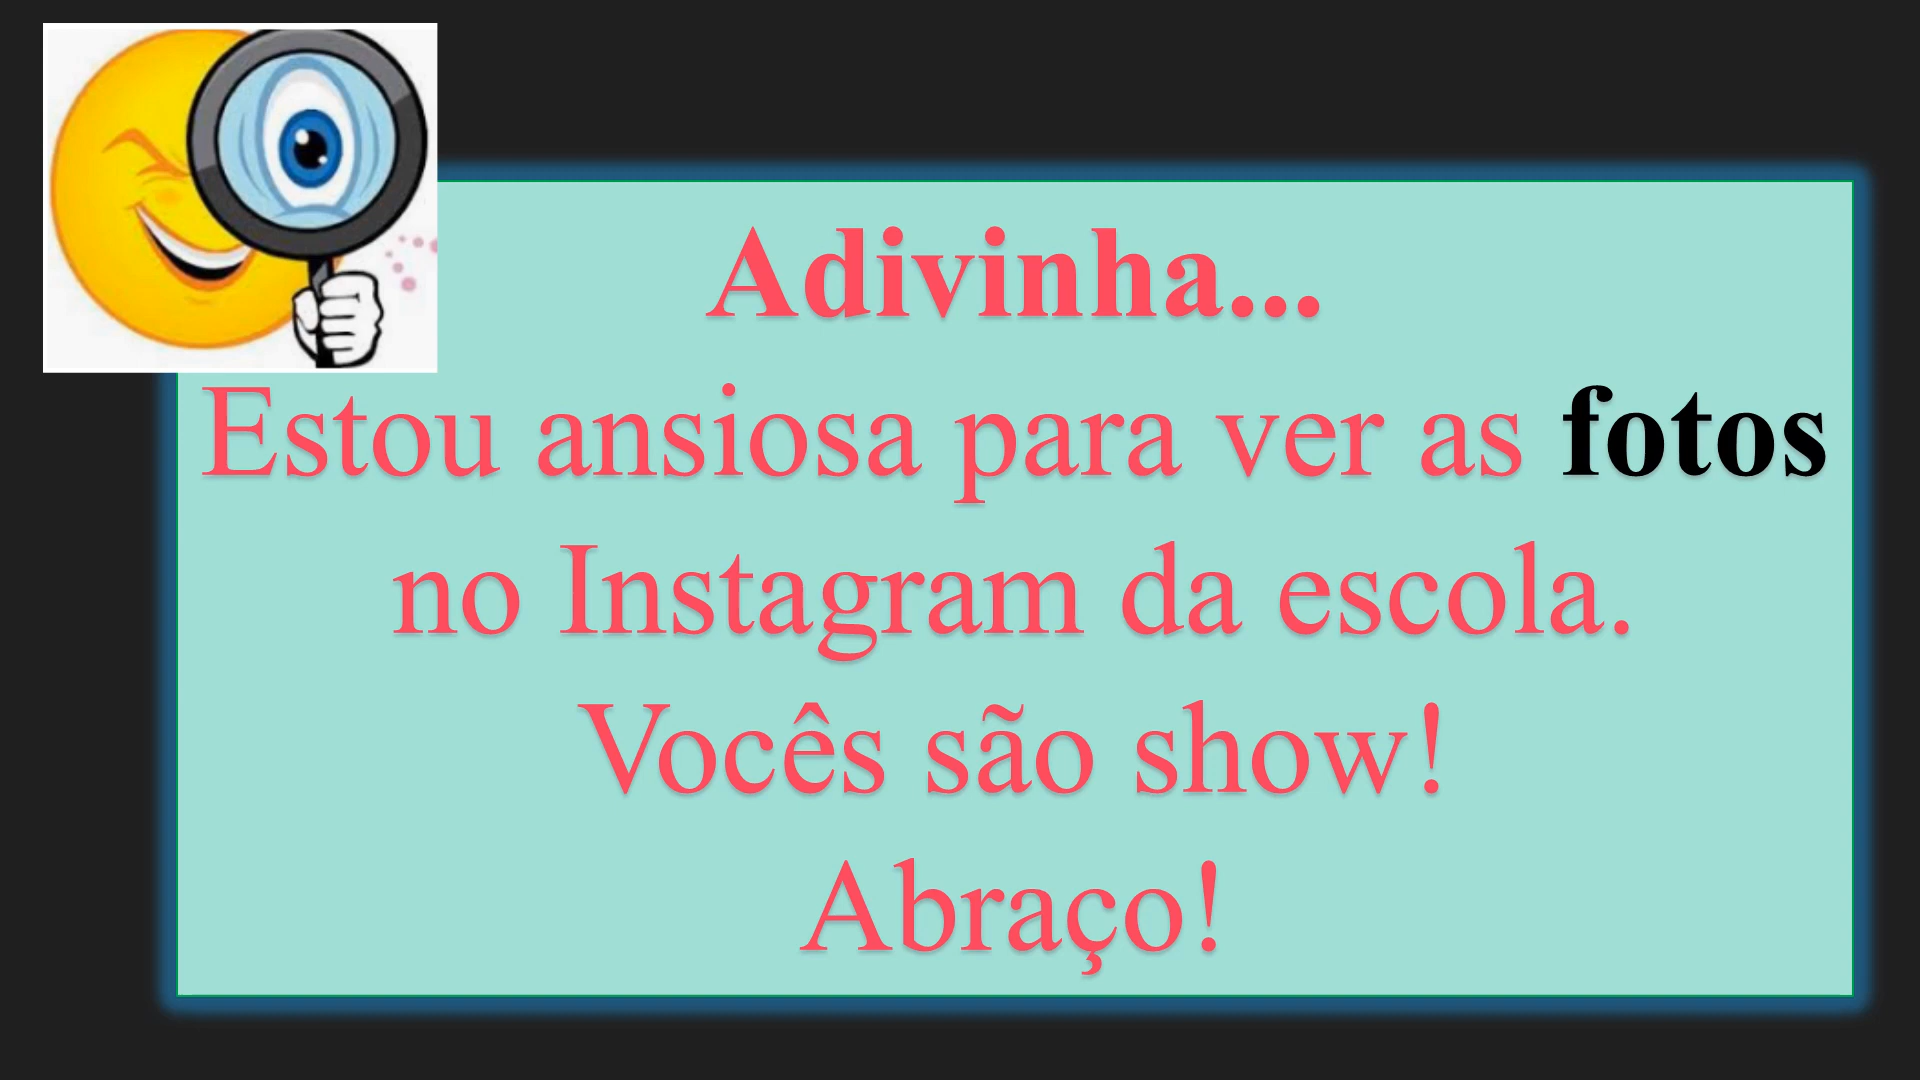 Adivinha...
Estou ansiosa para ver as fotos
no Instagram da escola.
Vocês são show!
Abraço!